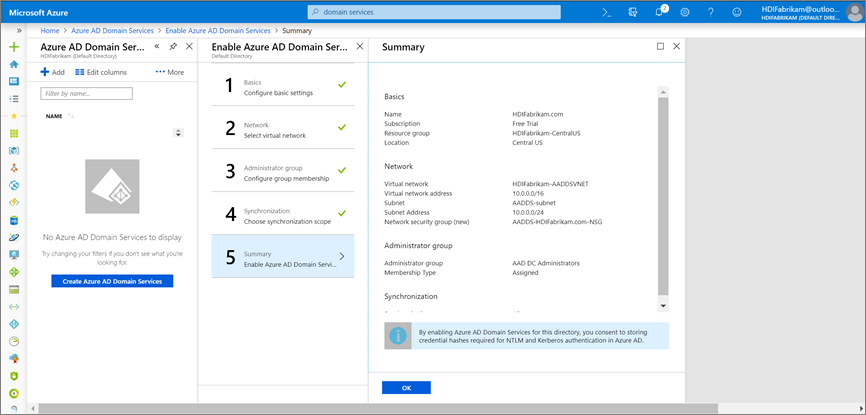 Microsoft Azure
domain services
2
HDIFabrikam@outloo...
HDIFABRIKAM (DEFAULT DIRE...
Home > Azure AD Domain Services > Enable Azure AD Domain Services > Summary
Azure AD Domain Ser...
HDIFabrikam (Default Directory)
Add
Edit columns
More
Filter by name...
NAME
No Azure AD Domain Services to display
Try changing your filters if you don't see what you're
looking for.
Create Azure AD Domain Services
Enable Azure AD Domain Ser...
Default Directory
1
Basics
Configure basic settings
2
Network
Select virtual network
3
Administrator group
Configure group membership
4
Synchronization
Choose synchronization scope
5
Summary
Enable Azure AD Domain Servi...
Summary
Basics
Name HDIFabrikam.com
Subscription Free Trial
Resource group HDIFabrikam-CentralUS
Location Central US
Network
Virtual network HDIFabrikam-AADDSVNET
Virtual network address 10.0.0.0/16
Subnet AADDS-subnet
Subnet Address 10.0.0.0/24
Network security group (new) AADDS-HDIFabrikam.com-NSG
Administrator group
Administrator group AAD DC Administrators
Membership Type Assigned
Synchronization
By enabling Azure AD Domain Services for this directory, you consent to storing
credential hashes required for NTLM and Kerberos authentication in Azure AD.
OK